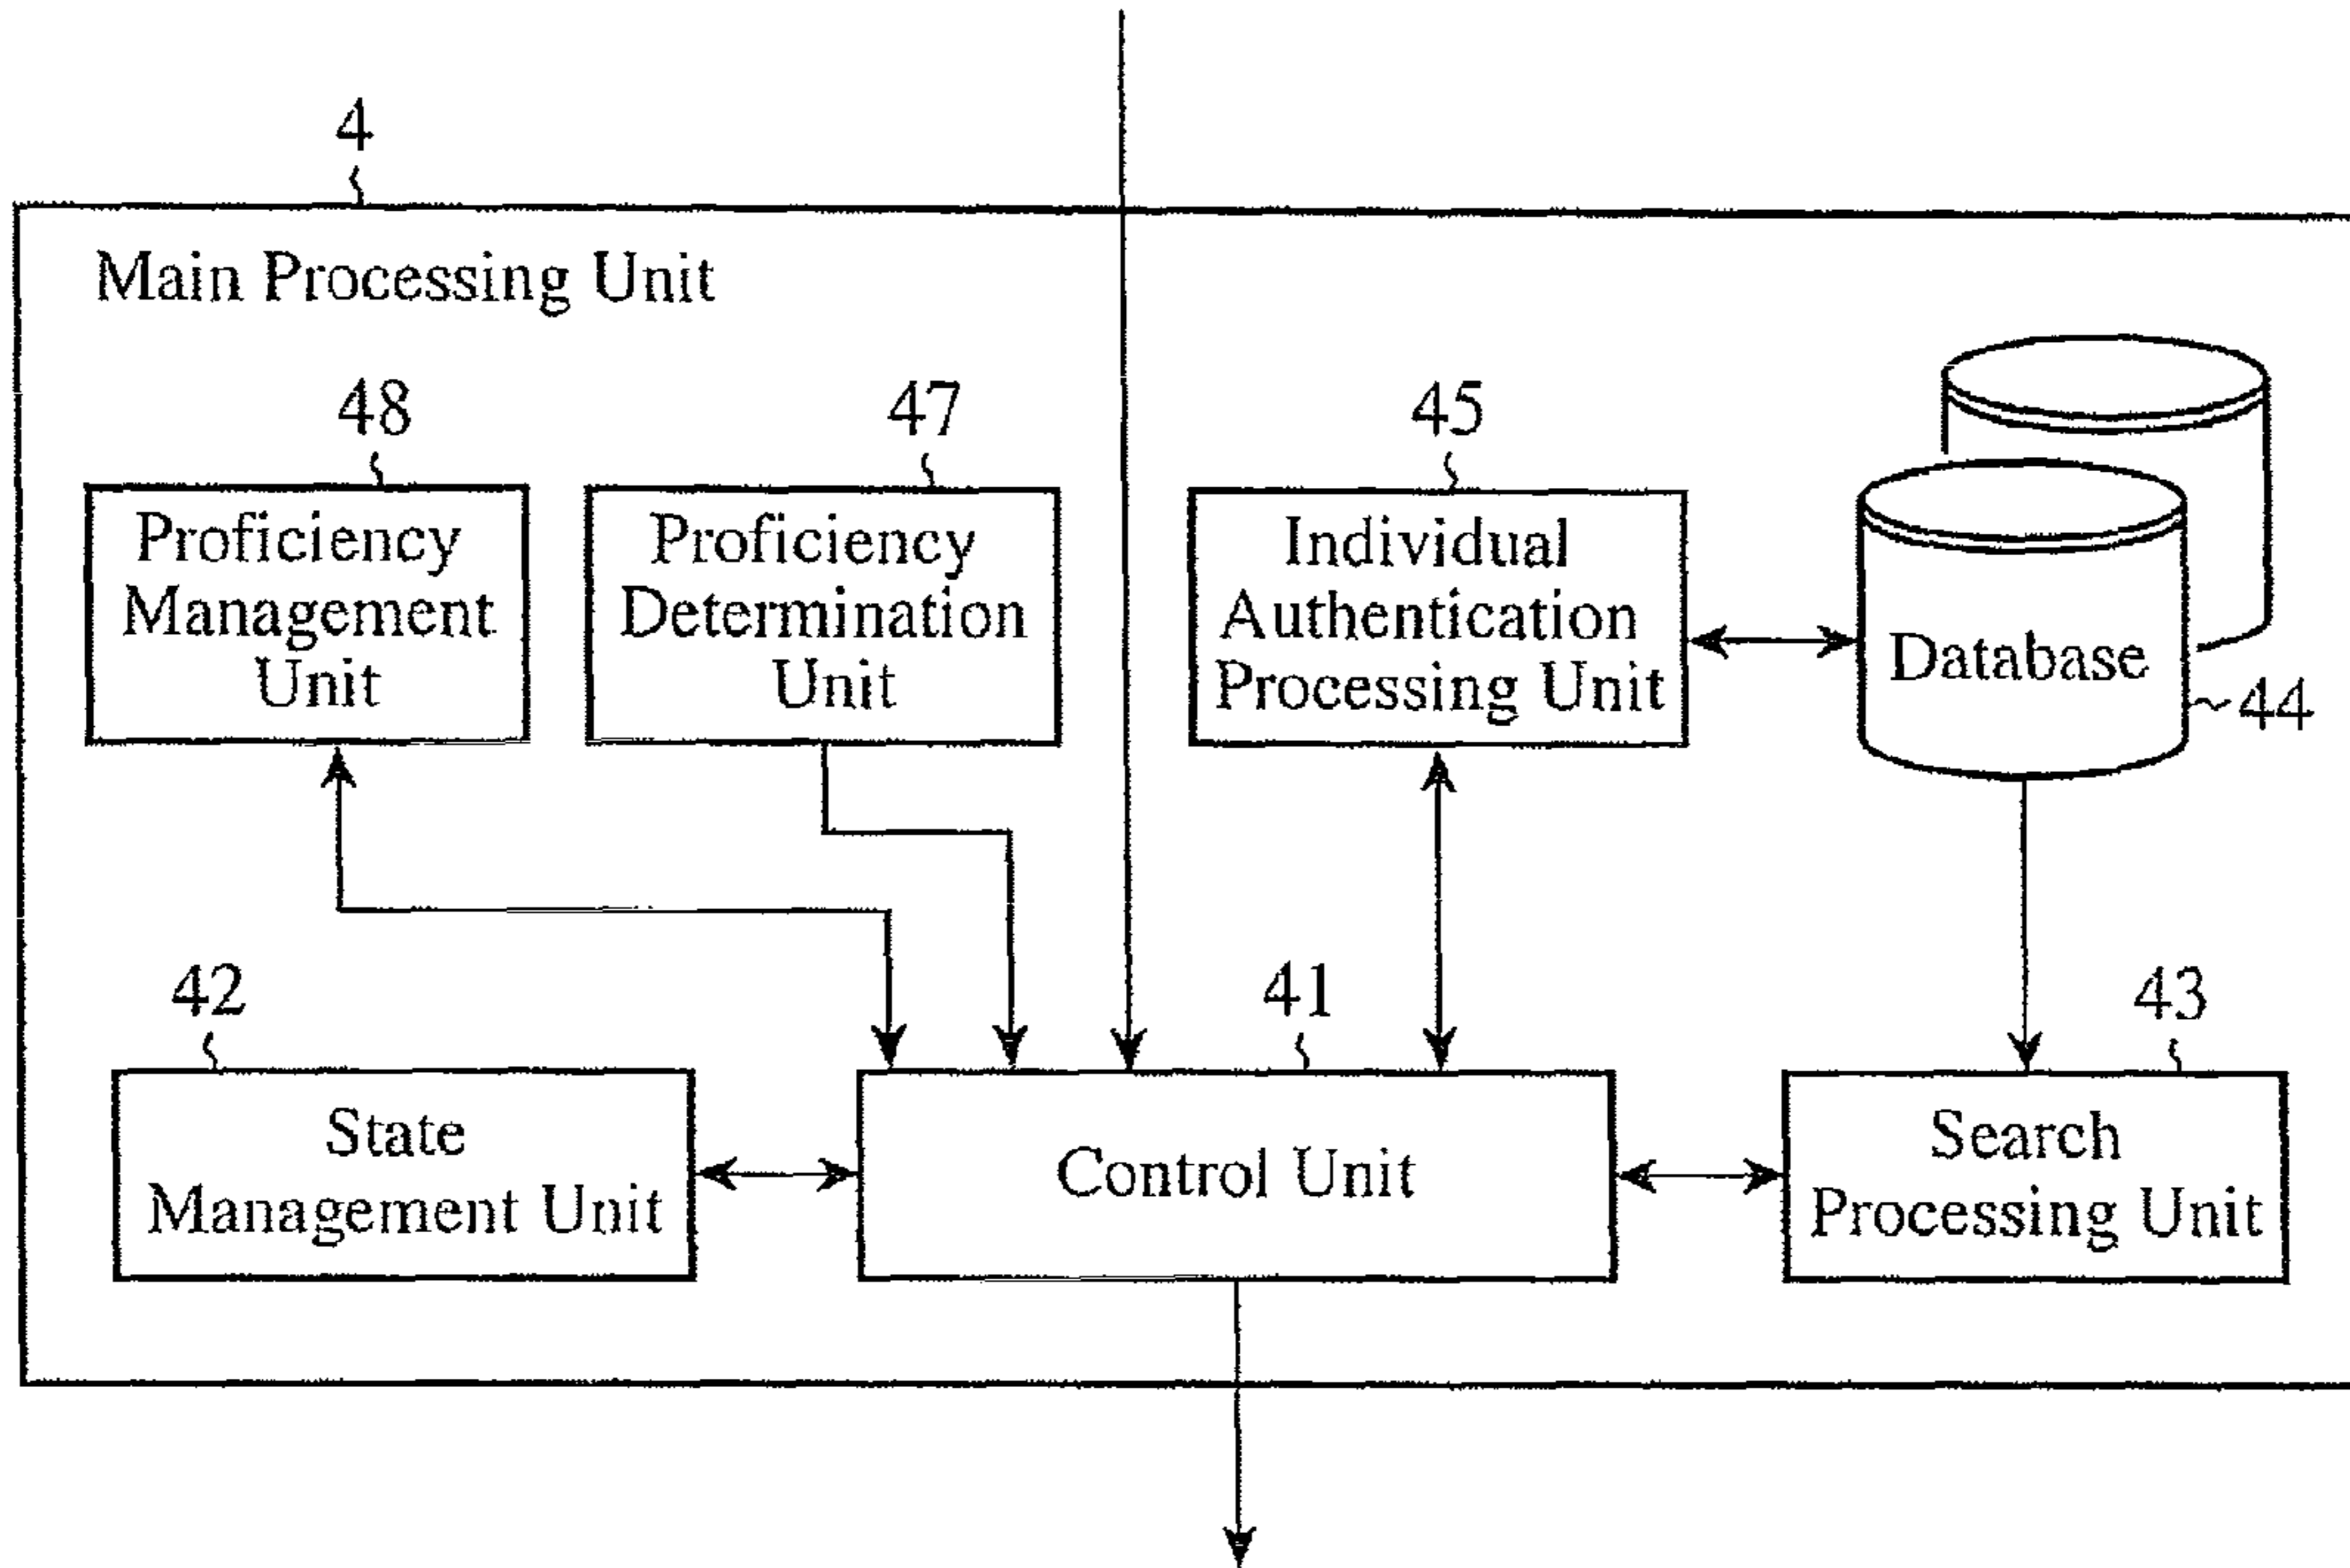 4
Main Processing Unit
48
Proficiency
Management
Unit
47
Proficiency
Determination
Unit
45
Individual
Authentication
Processing Unit
Database
44
42
State
Management Unit
41
Control Unit
43
Search
Processing Unit